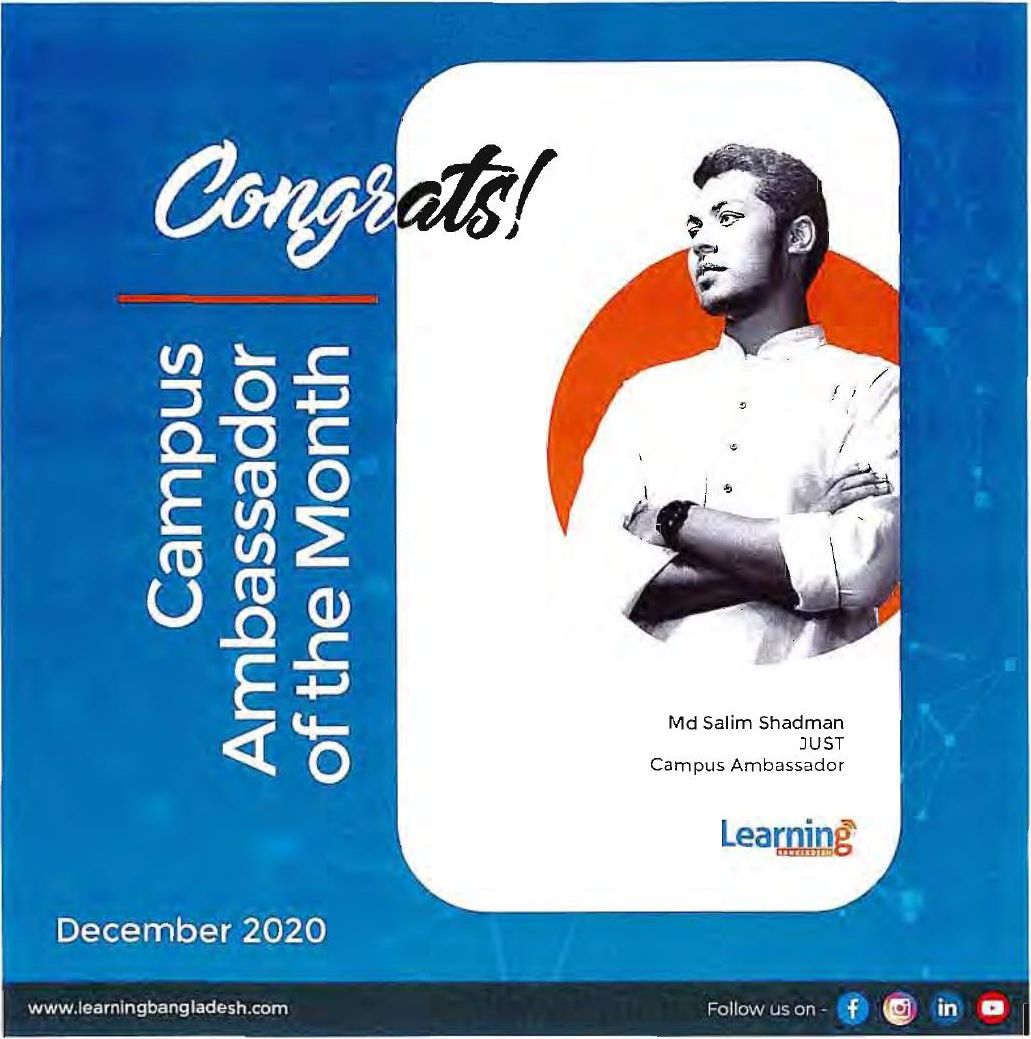 Congrats!
Campus
Ambassador
of the Month
Md Salim Shadman
JUST
Campus Ambassador
Learning
BANGLADESH
December 2020
www.learningbangladesh.com
Follow us on -